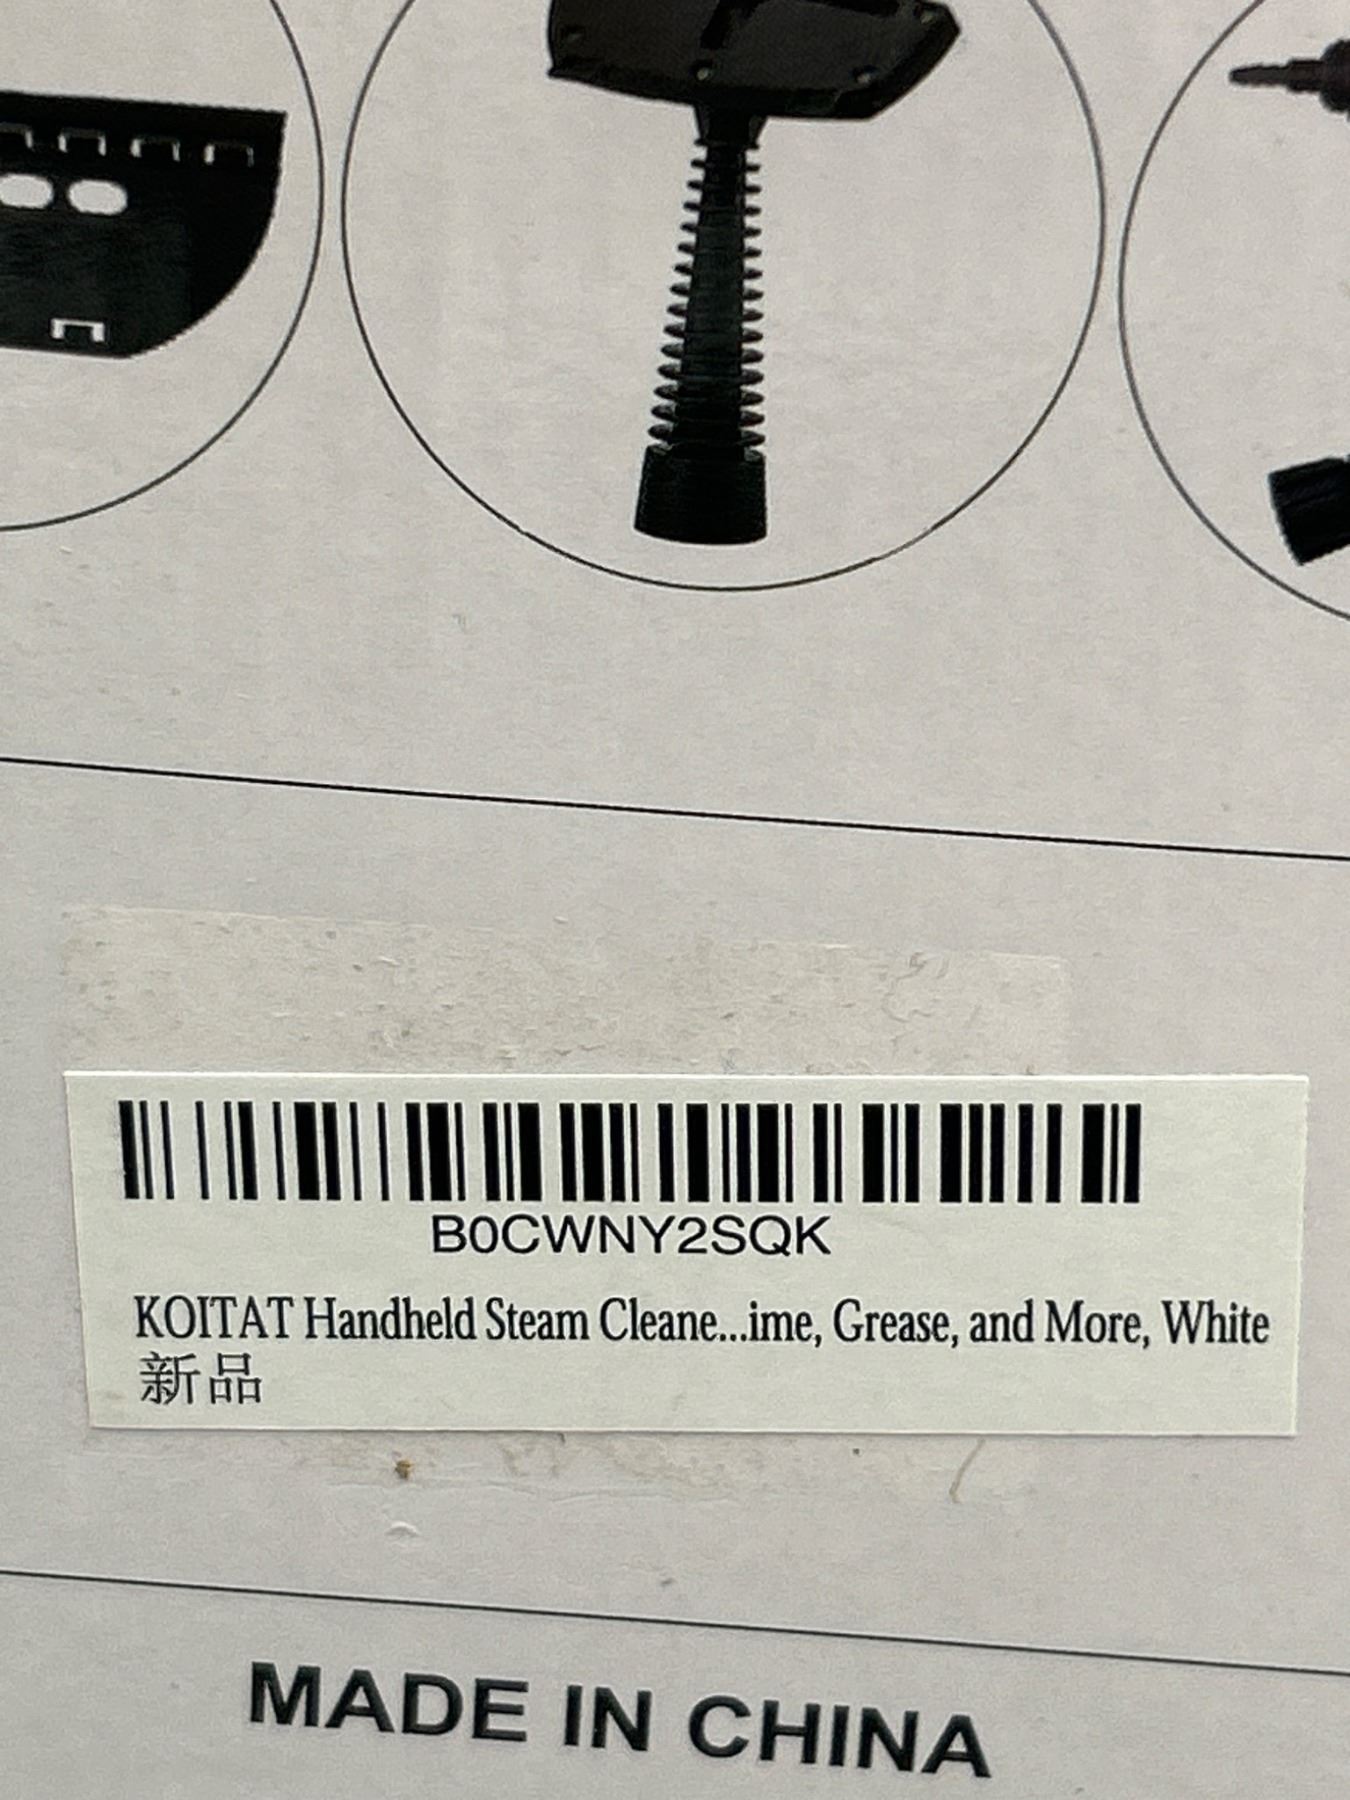 B0CWNY2SQK
KOITAT Handheld Steam Cleane...ime, Grease, and More, White
新品
MADE IN CHINA